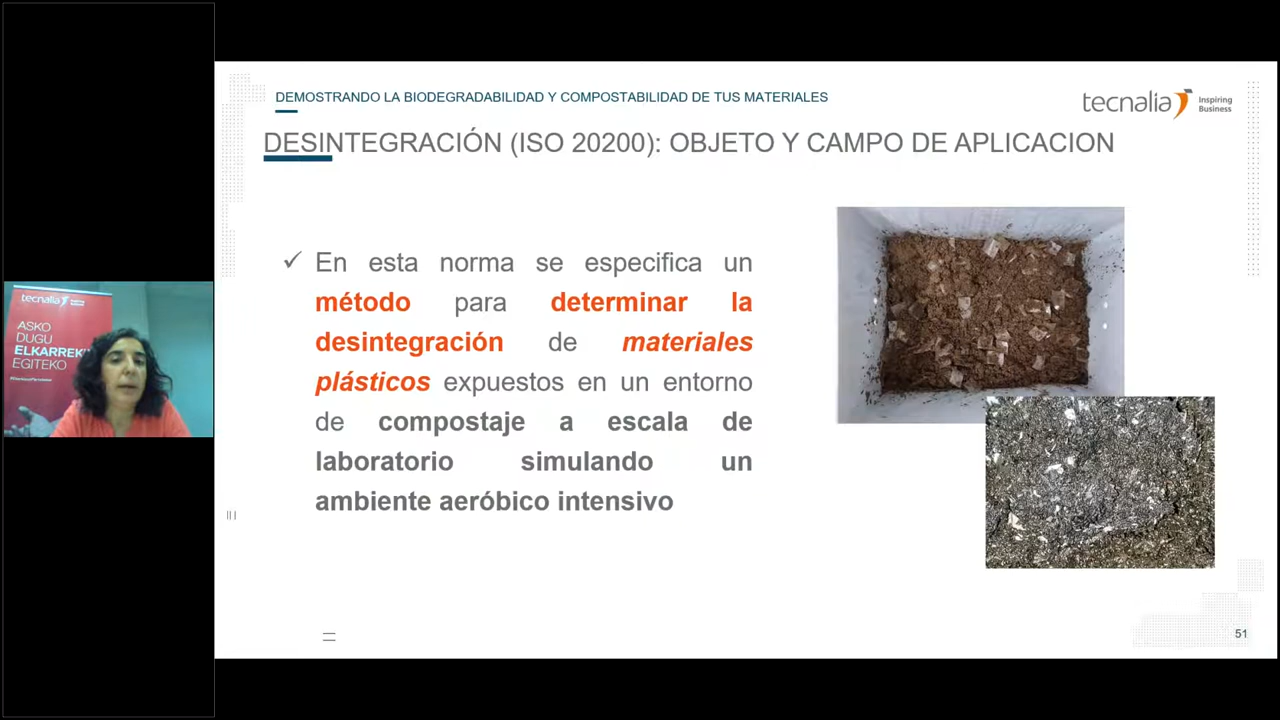 DEMOSTRANDO LA BIODEGRADABILIDAD Y COMPOSTABILIDAD DE TUS MATERIALES
tecnalia Inspiring
Business
DESINTEGRACIÓN (ISO 20200): OBJETO Y CAMPO DE APLICACION
✓ En esta norma se especifica un
método para determinar la
desintegración de materiales
plásticos expuestos en un entorno
de compostaje a escala de
laboratorio simulando un
ambiente aeróbico intensivo
51
tecnalia
ASKO
DUGU
EGITEKO